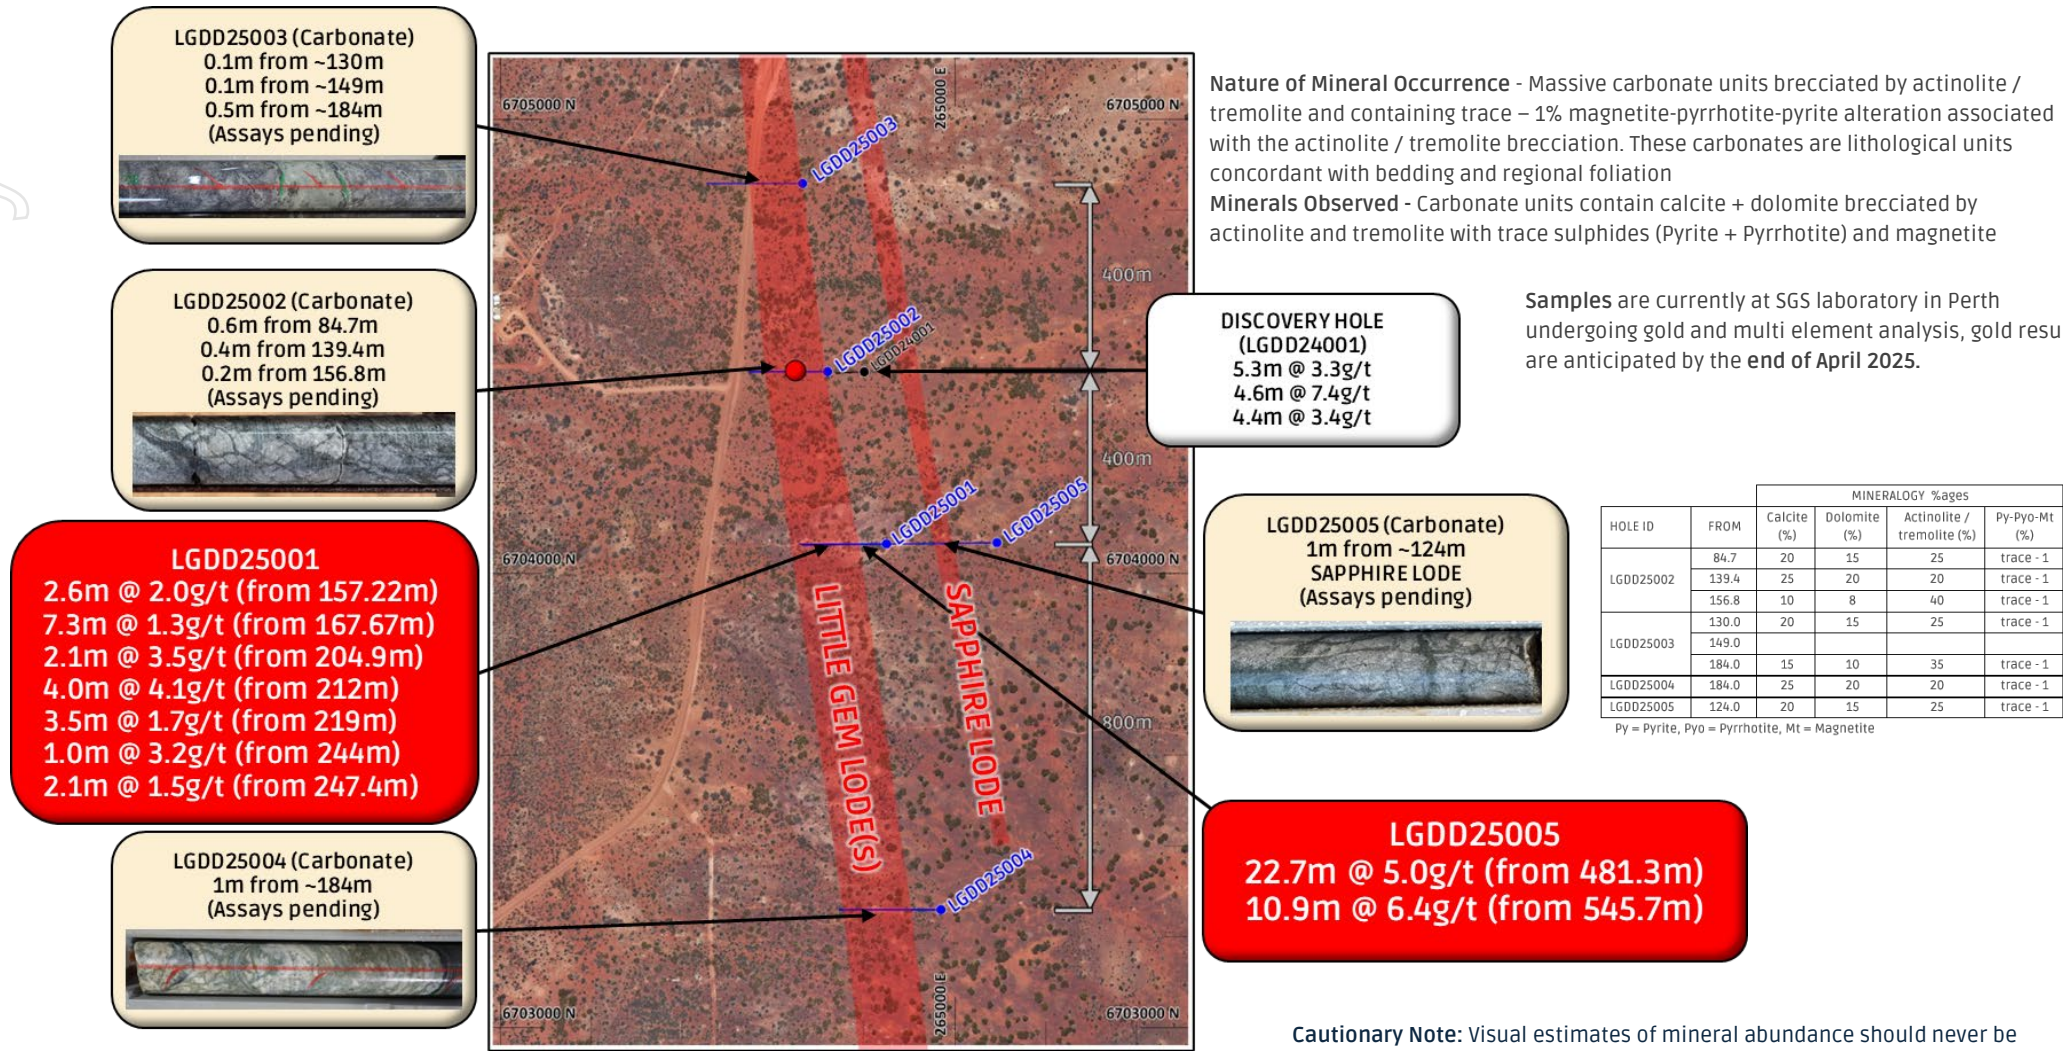 LGDD25003 (Carbonate)
0.1m from ~130m
0.1m from ~149m
0.5m from ~184m
(Assays pending)
LGDD25002 (Carbonate)
0.6m from 84.7m
0.4m from 139.4m
0.2m from 156.8m
(Assays pending)
LGDD25001
2.6m @ 2.0g/t (from 157.22m)
7.3m @ 1.3g/t (from 167.67m)
2.1m @ 3.5g/t (from 204.9m)
4.0m @ 4.1g/t (from 212m)
3.5m @ 1.7g/t (from 219m)
1.0m @ 3.2g/t (from 244m)
2.1m @ 1.5g/t (from 247.4m)
LGDD25004 (Carbonate)
1m from ~184m
(Assays pending)
6705000 N
265000 E
6705000 N
LGDD25003
400m
LGDD25002
LGDD24001
400m
LGDD25001
LGDD25005
6704000 N
6704000 N
LITTLE GEM LODE(S)
SAPPHIRE LODE
800m
LGDD25004
6703000 N
265000 E
6703000 N
Nature of Mineral Occurrence - Massive carbonate units brecciated by actinolite /
tremolite and containing trace – 1% magnetite-pyrrhotite-pyrite alteration associated
with the actinolite / tremolite brecciation. These carbonates are lithological units
concordant with bedding and regional foliation
Minerals Observed - Carbonate units contain calcite + dolomite brecciated by
actinolite and tremolite with trace sulphides (Pyrite + Pyrrhotite) and magnetite
DISCOVERY HOLE
(LGDD24001)
5.3m @ 3.3g/t
4.6m @ 7.4g/t
4.4m @ 3.4g/t
Samples are currently at SGS laboratory in Perth
undergoing gold and multi element analysis, gold resu
are anticipated by the end of April 2025.
LGDD25005 (Carbonate)
1m from ~124m
SAPPHIRE LODE
(Assays pending)
MINERALOGY %ages
HOLE ID FROM Calcite (%) Dolomite (%) Actinolite / tremolite (%) Py-Pyo-Mt (%)
LGDD25002 84.7 20 15 25 trace - 1
139.4 25 20 20 trace - 1
156.8 10 8 40 trace - 1
LGDD25003 130.0 20 15 25 trace - 1
149.0
184.0 15 10 35 trace - 1
LGDD25004 184.0 25 20 20 trace - 1
LGDD25005 124.0 20 15 25 trace - 1
Py = Pyrite, Pyo = Pyrrhotite, Mt = Magnetite
LGDD25005
22.7m @ 5.0g/t (from 481.3m)
10.9m @ 6.4g/t (from 545.7m)
Cautionary Note: Visual estimates of mineral abundance should never be